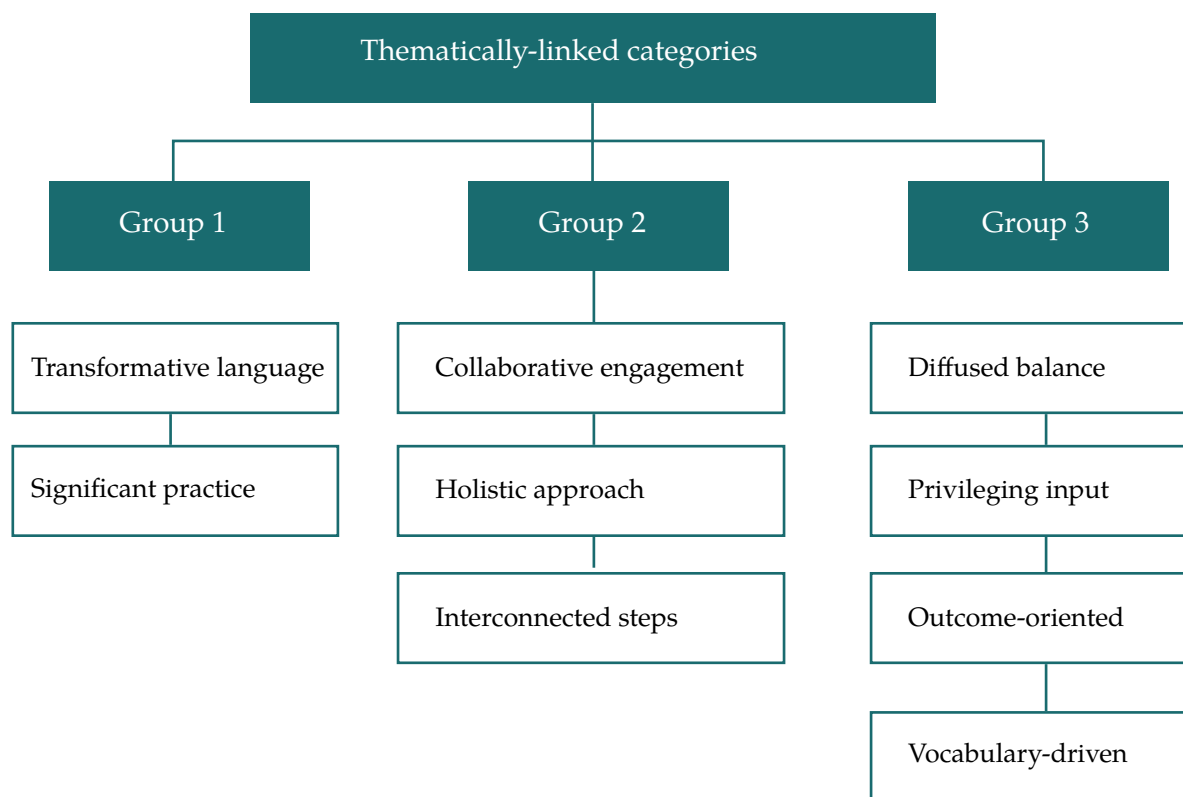 Thematically-linked categories
Group 1
Group 2
Group 3
Transformative language
Collaborative engagement
Diffused balance
Significant practice
Holistic approach
Privileging input
Interconnected steps
Outcome-oriented
Vocabulary-driven